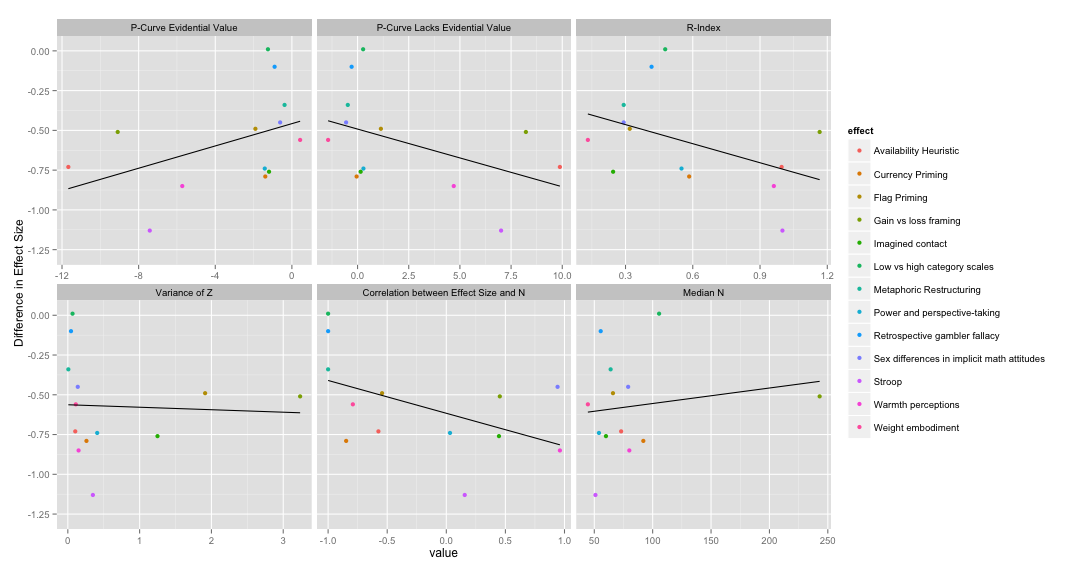 P-Curve Evidential Value
P-Curve Lacks Evidential Value
R-Index
0.00
-0.25
-0.50
-0.75
-1.00
-1.25
-12
-8
-4
0
0.0
2.5
5.0
7.5
10.0
0.3
0.6
0.9
1.2
Variance of Z
Correlation between Effect Size and N
Median N
0.00
-0.25
-0.50
-0.75
-1.00
-1.25
0
1
2
3
-1.0
-0.5
0.0
0.5
1.0
50
100
150
200
250
Difference in Effect Size
value
effect
Availability Heuristic
Currency Priming
Flag Priming
Gain vs loss framing
Imagined contact
Low vs high category scales
Metaphoric Restructuring
Power and perspective-taking
Retrospective gambler fallacy
Sex differences in implicit math attitudes
Stroop
Warmth perceptions
Weight embodiment